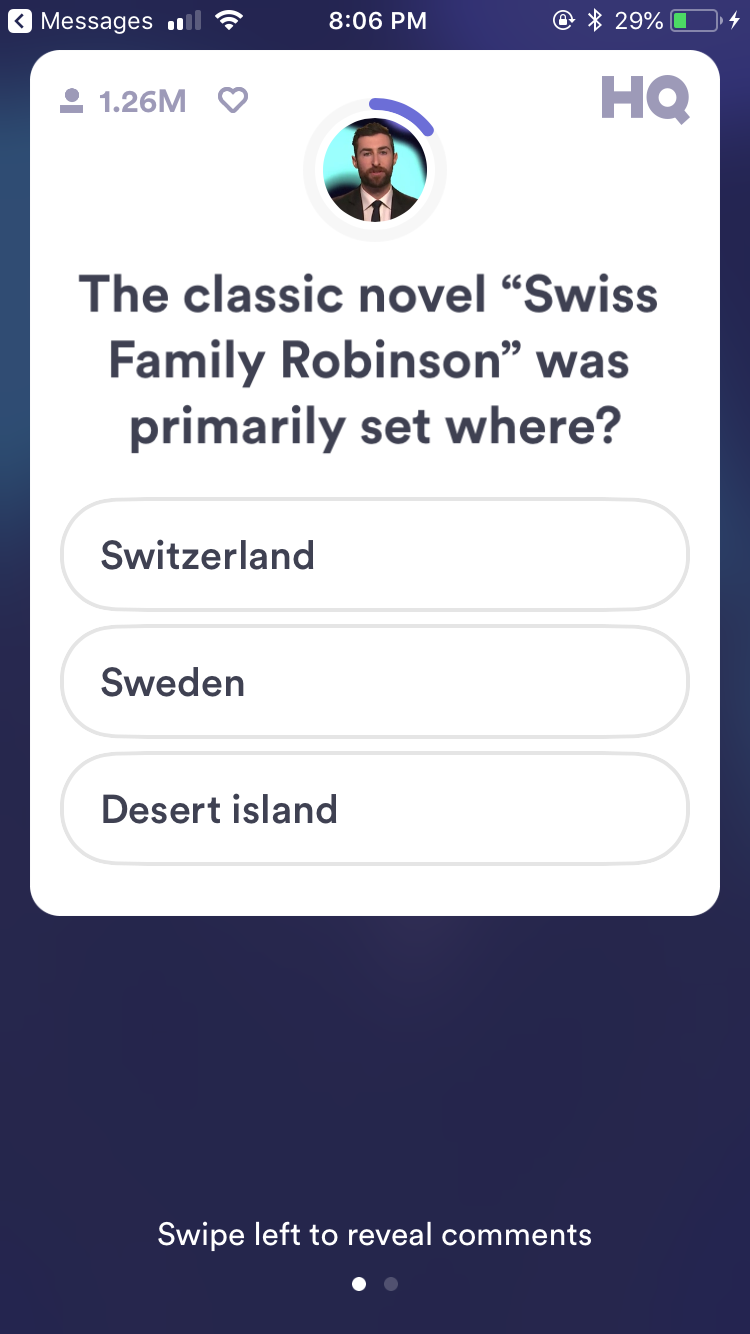 Messages 8:06 PM 29%
1.26M HQ
The classic novel “Swiss
Family Robinson” was
primarily set where?
Switzerland
Sweden
Desert island
Swipe left to reveal comments